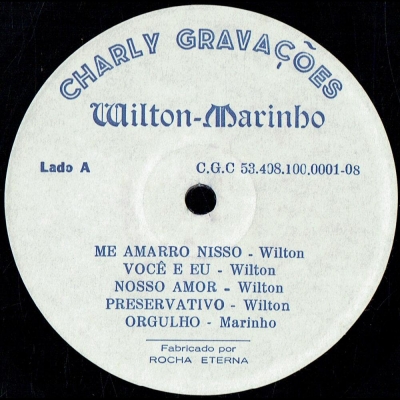 CHARLY GRAVAÇÕES
Wilton-Marinho
Lado A
C.G.C 53.408.100.0001-08
ME AMARRO NISSO - Wilton
VOCÊ E EU - Wilton
NOSSO AMOR - Wilton
PRESERVATIVO - Wilton
ORGULHO - Marinho
Fabricado por
ROCHA ETERNA